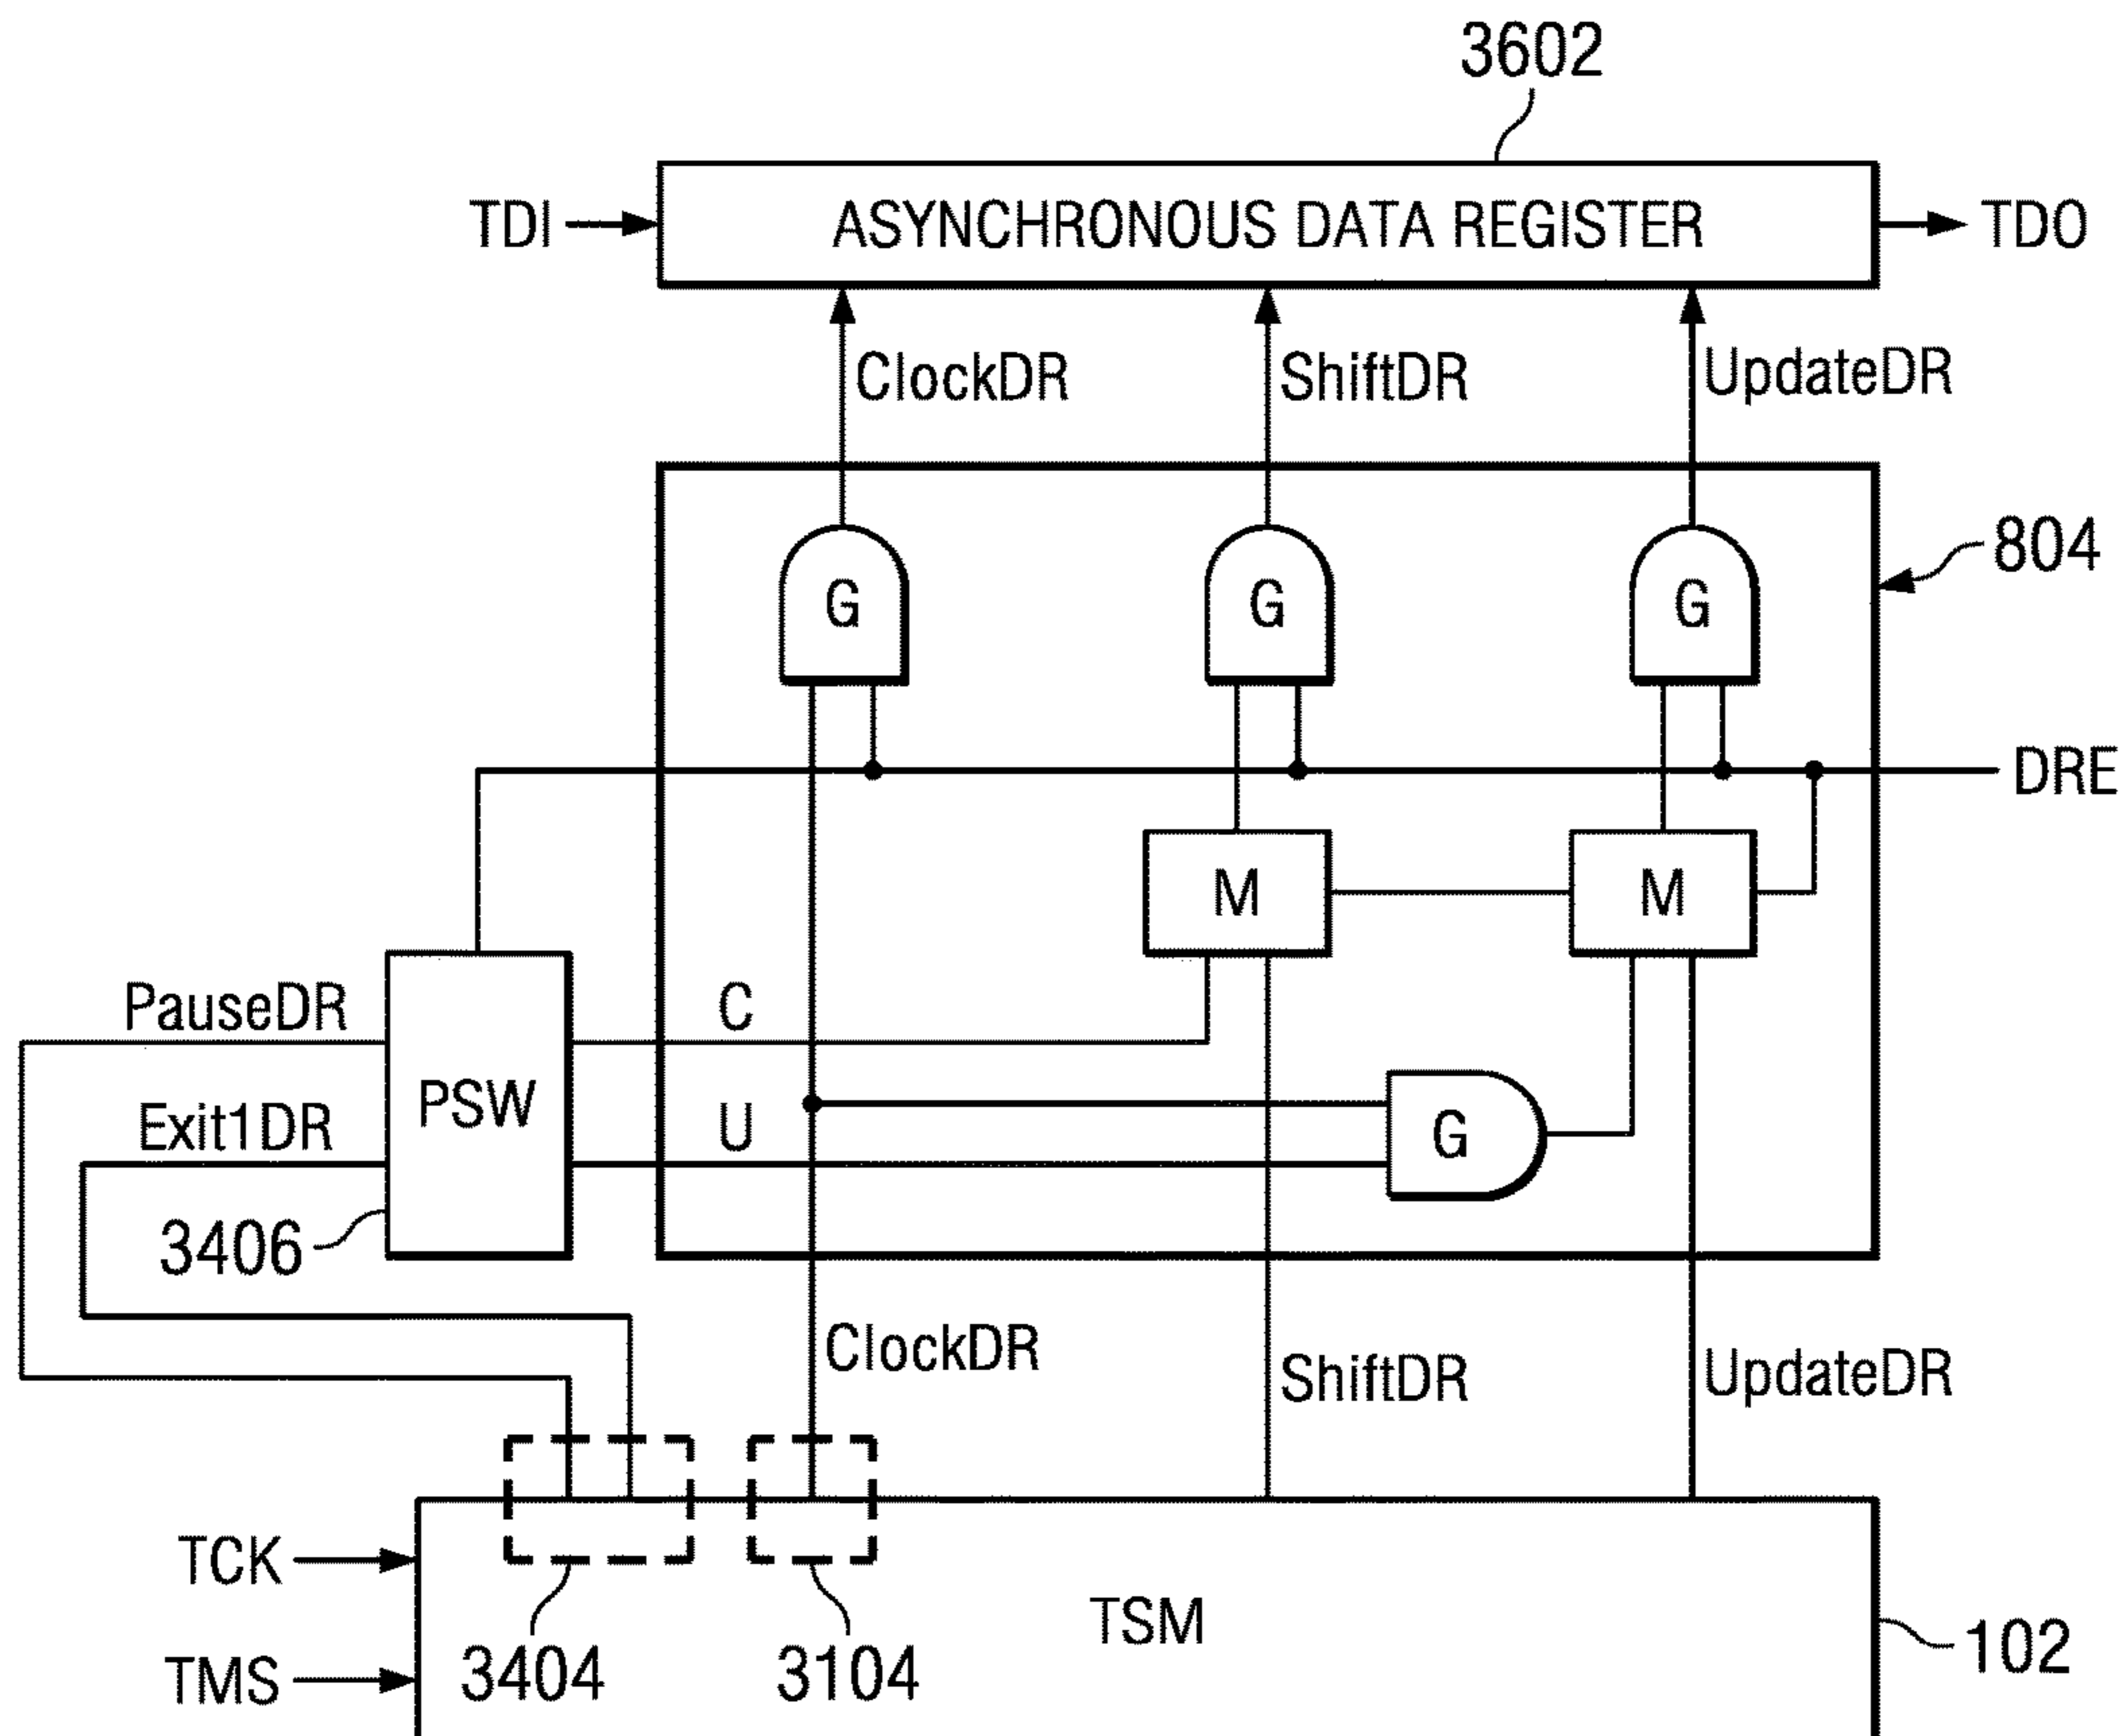 3602
TDI
ASYNCHRONOUS DATA REGISTER
TDO
ClockDR
ShiftDR
UpdateDR
804
G
G
G
DRE
M
M
PauseDR
C
PSW
Exit1DR
U
G
3406
ClockDR
ShiftDR
UpdateDR
TCK
TSM
TMS
3404
3104
102